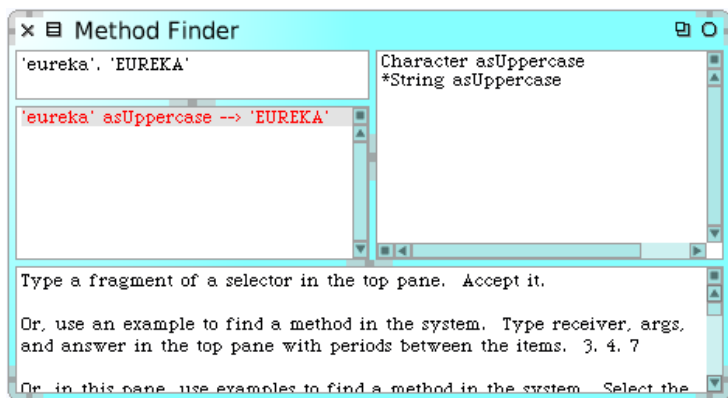 Method Finder
'eureka'. 'EUREKA'
'eureka' asUppercase --> 'EUREKA'
Character asUppercase
*String asUppercase
Type a fragment of a selector in the top pane.  Accept it.
Or, use an example to find a method in the system.  Type receiver, args,
and answer in the top pane with periods between the items.  3. 4. 7
Or, in this pane, use examples to find a method in the system.  Select the